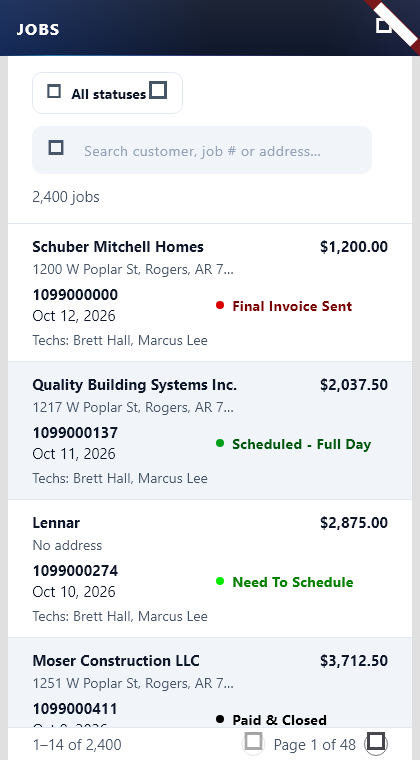 JOBS
All statuses
Search customer, job # or address...
2,400 jobs
Schuber Mitchell Homes $1,200.00
1200 W Poplar St, Rogers, AR 7...
1099000000
Final Invoice Sent
Oct 12, 2026
Techs: Brett Hall, Marcus Lee
Quality Building Systems Inc. $2,037.50
1217 W Poplar St, Rogers, AR 7...
1099000137
Scheduled - Full Day
Oct 11, 2026
Techs: Brett Hall, Marcus Lee
Lennar $2,875.00
No address
1099000274
Need To Schedule
Oct 10, 2026
Techs: Brett Hall, Marcus Lee
Moser Construction LLC $3,712.50
1251 W Poplar St, Rogers, AR 7...
1099000411
Paid & Closed
1–14 of 2,400 Page 1 of 48